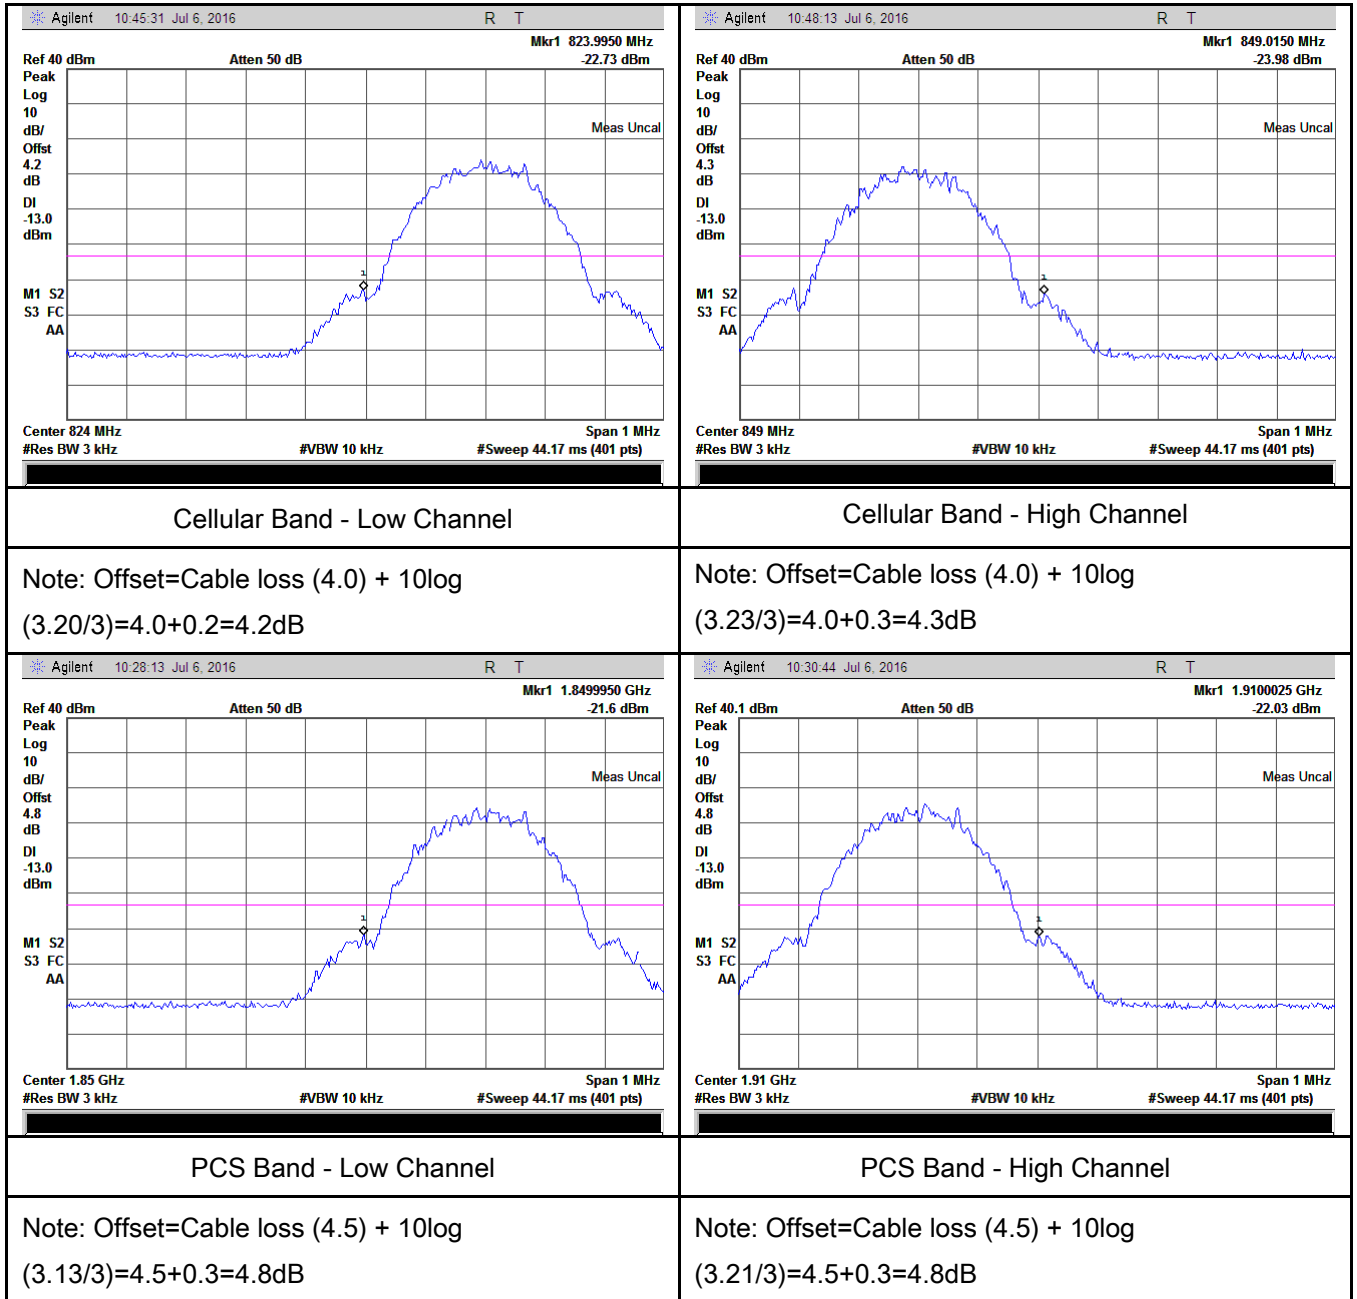 Agilent 10:45:31 Jul 6, 2016 R T
Mkr1 823.9950 MHz
Ref 40 dBm Atten 50 dB -22.73 dBm
Peak
Log
10
dB/
Offst
4.2
dB
DI
-13.0
dBm
Meas Uncal
1
M1 S2
S3 FC
AA
Center 824 MHz Span 1 MHz
#Res BW 3 kHz #VBW 10 kHz #Sweep 44.17 ms (401 pts)
Agilent 10:48:13 Jul 6, 2016 R T
Mkr1 849.0150 MHz
Ref 40 dBm Atten 50 dB -23.98 dBm
Peak
Log
10
dB/
Offst
4.3
dB
DI
-13.0
dBm
Meas Uncal
1
M1 S2
S3 FC
AA
Center 849 MHz Span 1 MHz
#Res BW 3 kHz #VBW 10 kHz #Sweep 44.17 ms (401 pts)
Cellular Band - Low Channel
Cellular Band - High Channel
Note: Offset=Cable loss (4.0) + 10log
(3.20/3)=4.0+0.2=4.2dB
Note: Offset=Cable loss (4.0) + 10log
(3.23/3)=4.0+0.3=4.3dB
Agilent 10:28:13 Jul 6, 2016 R T
Mkr1 1.8499950 GHz
Ref 40 dBm Atten 50 dB -21.6 dBm
Peak
Log
10
dB/
Offst
4.8
dB
DI
-13.0
dBm
Meas Uncal
1
M1 S2
S3 FC
AA
Center 1.85 GHz Span 1 MHz
#Res BW 3 kHz #VBW 10 kHz #Sweep 44.17 ms (401 pts)
Agilent 10:30:44 Jul 6, 2016 R T
Mkr1 1.9100025 GHz
Ref 40.1 dBm Atten 50 dB -22.03 dBm
Peak
Log
10
dB/
Offst
4.8
dB
DI
-13.0
dBm
Meas Uncal
1
M1 S2
S3 FC
AA
Center 1.91 GHz Span 1 MHz
#Res BW 3 kHz #VBW 10 kHz #Sweep 44.17 ms (401 pts)
PCS Band - Low Channel
PCS Band - High Channel
Note: Offset=Cable loss (4.5) + 10log
(3.13/3)=4.5+0.3=4.8dB
Note: Offset=Cable loss (4.5) + 10log
(3.21/3)=4.5+0.3=4.8dB